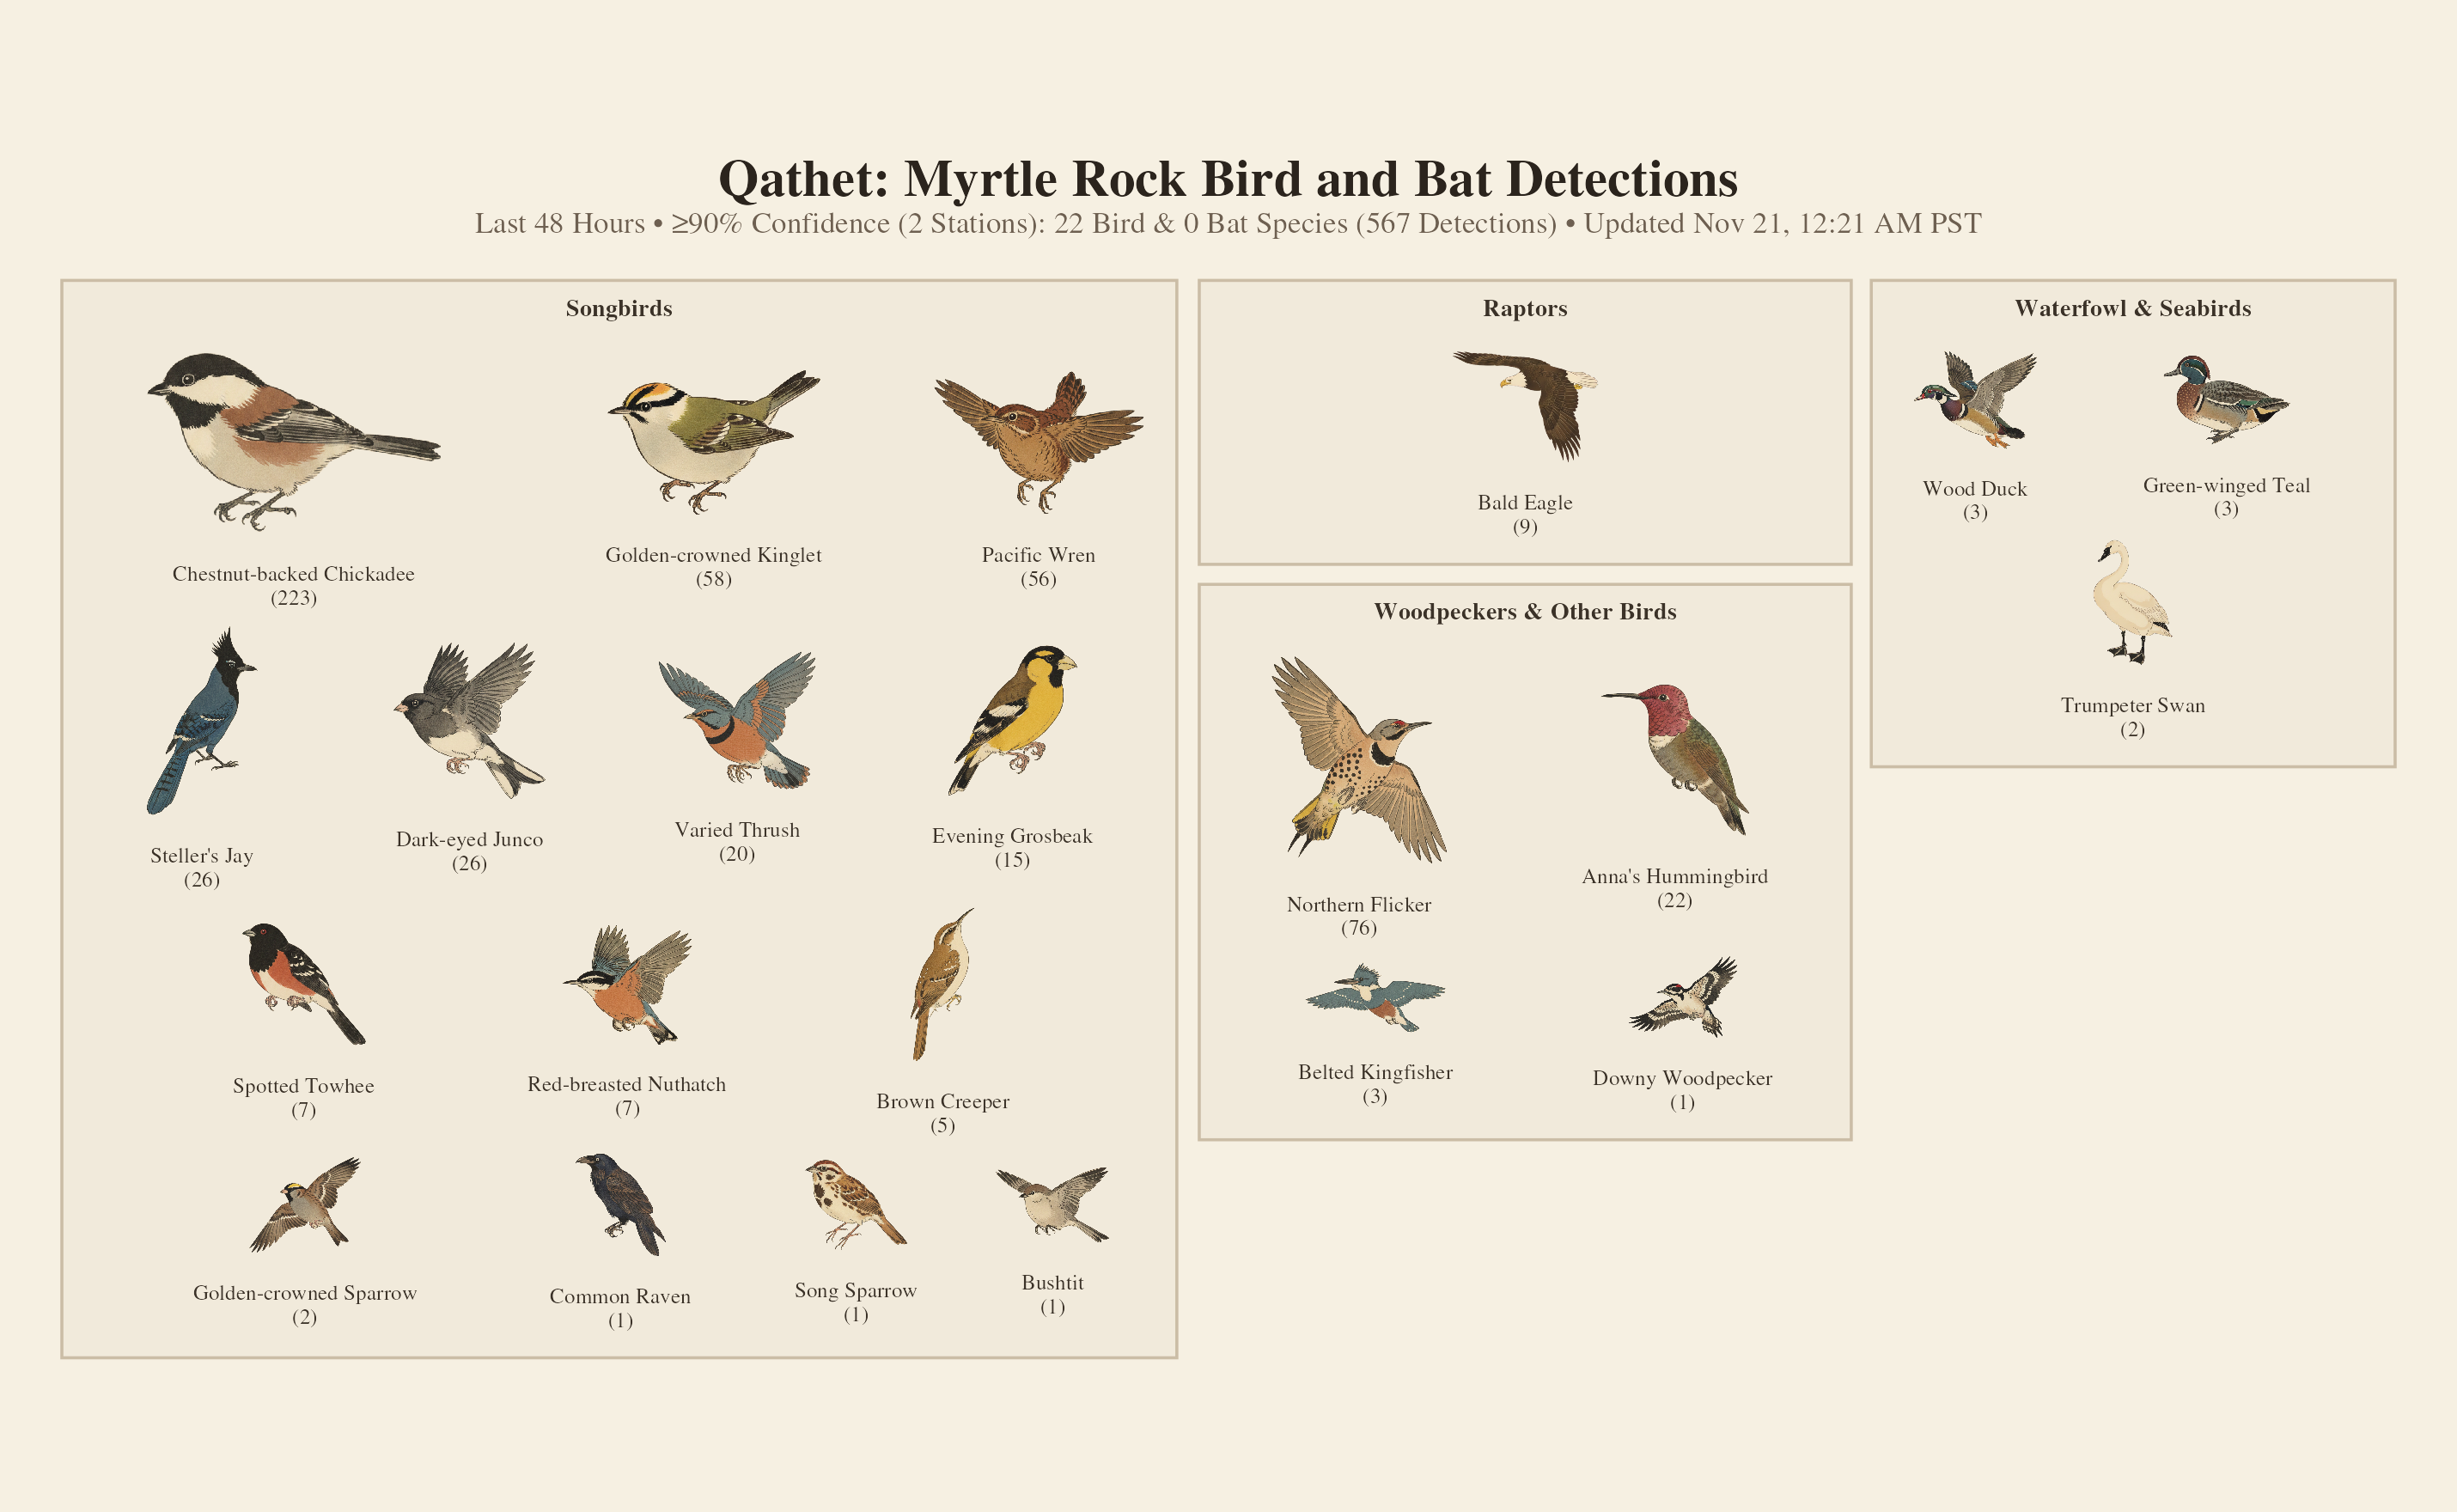 Qathet: Myrtle Rock Bird and Bat Detections
Last 48 Hours • ≥90% Confidence (2 Stations): 22 Bird & 0 Bat Species (567 Detections) • Updated Nov 21, 12:21 AM PST
Songbirds
Chestnut-backed Chickadee
(223)
Golden-crowned Kinglet
(58)
Pacific Wren
(56)
Steller's Jay
(26)
Dark-eyed Junco
(26)
Varied Thrush
(20)
Evening Grosbeak
(15)
Spotted Towhee
(7)
Red-breasted Nuthatch
(7)
Brown Creeper
(5)
Golden-crowned Sparrow
(2)
Common Raven
(1)
Song Sparrow
(1)
Bushtit
(1)
Raptors
Bald Eagle
(9)
Woodpeckers & Other Birds
Northern Flicker
(76)
Anna's Hummingbird
(22)
Belted Kingfisher
(3)
Downy Woodpecker
(1)
Waterfowl & Seabirds
Wood Duck
(3)
Green-winged Teal
(3)
Trumpeter Swan
(2)